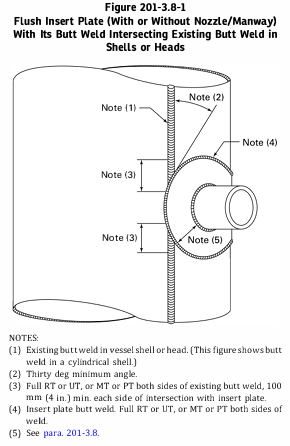 Figure 201-3.8-1
Flush Insert Plate (With or Without Nozzle/Manway)
With Its Butt Weld Intersecting Existing Butt Weld in
Shells or Heads
Note (2)
Note (1)
Note (4)
Note (3)
Note (3)
Note (5)
NOTES:
(1) Existing butt weld in vessel shell or head. (This figure shows butt
weld in a cylindrical shell.)
(2) Thirty deg minimum angle.
(3) Full RT or UT, or MT or PT both sides of existing butt weld, 100
mm (4 in.) min. each side of intersection with insert plate.
(4) Insert plate butt weld. Full RT or UT, or MT or PT both sides of
weld.
(5) See para. 201-3.8.